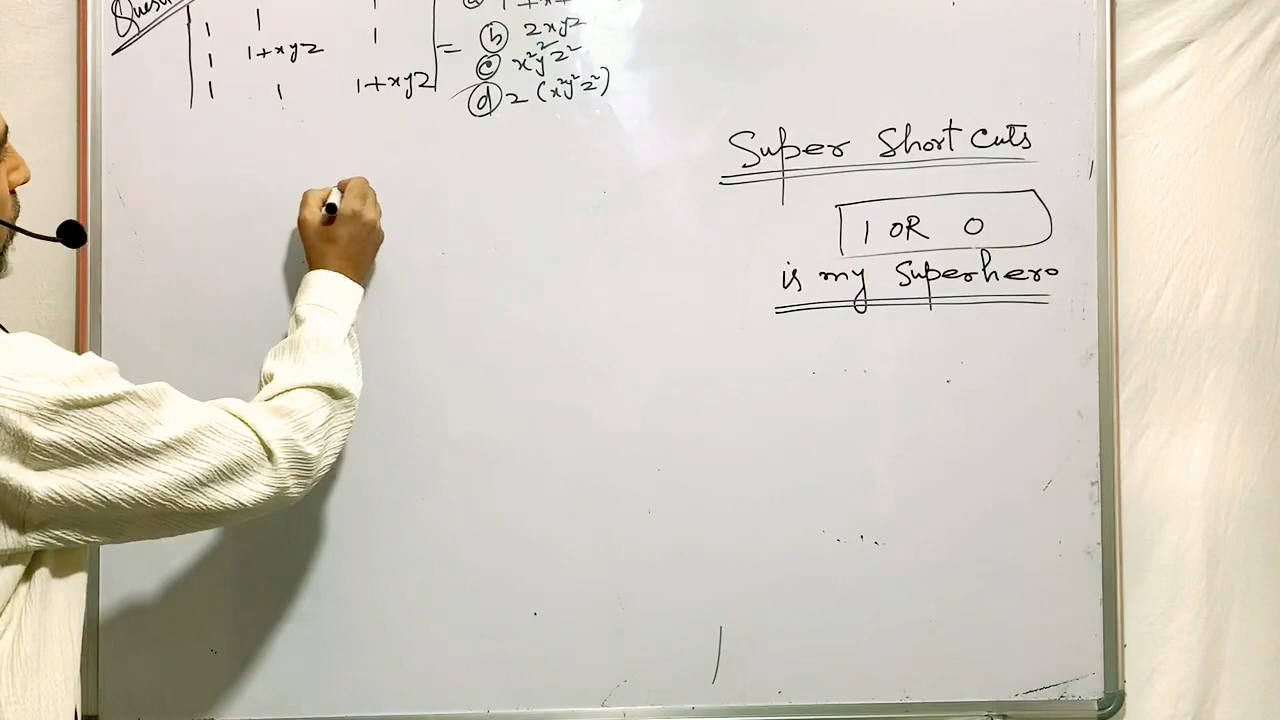 1 1 1
1 1+xyz 1
1 1 1+xyz
=
ⓑ 2xyz
ⓒ x²y²z²
ⓓ 2 (x²y²z²)
Super Short Cuts
1 OR 0
is my Superhero